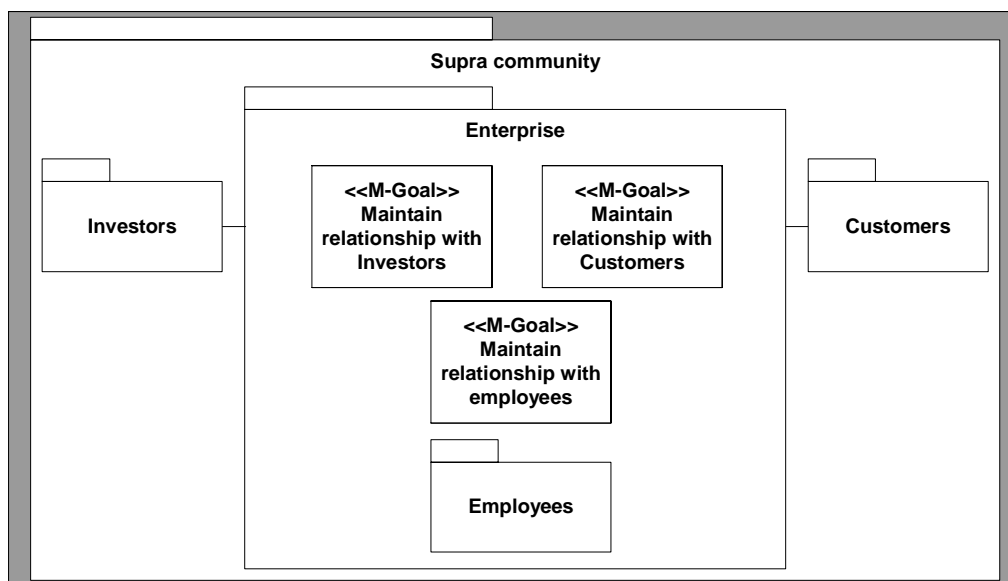 Supra community
Enterprise
Investors
<<M-Goal>>
Maintain
relationship with
Investors
<<M-Goal>>
Maintain
relationship with
Customers
Customers
<<M-Goal>>
Maintain
relationship with
employees
Employees